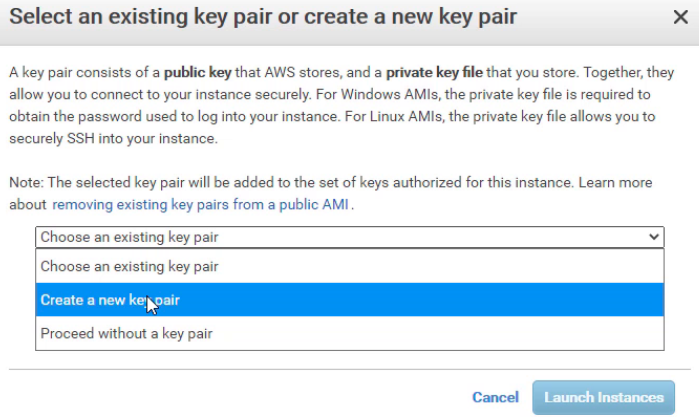 Select an existing key pair or create a new key pair
A key pair consists of a public key that AWS stores, and a private key file that you store. Together, they
allow you to connect to your instance securely. For Windows AMIs, the private key file is required to
obtain the password used to log into your instance. For Linux AMIs, the private key file allows you to
securely SSH into your instance.
Note: The selected key pair will be added to the set of keys authorized for this instance. Learn more
about removing existing key pairs from a public AMI.
Choose an existing key pair
Choose an existing key pair
Create a new key pair
Proceed without a key pair
Cancel Launch Instances